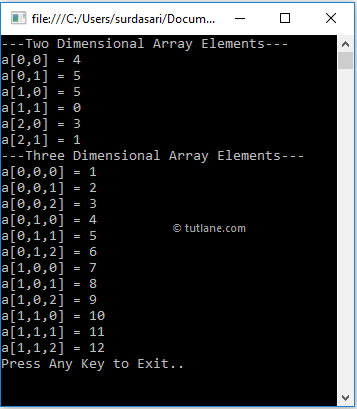 file:///C:/Users/surdasari/Docum...
---Two Dimensional Array Elements---
a[0,0] = 4
a[0,1] = 5
a[1,0] = 5
a[1,1] = 0
a[2,0] = 3
a[2,1] = 1
---Three Dimensional Array Elements---
a[0,0,0] = 1
a[0,0,1] = 2
a[0,0,2] = 3
a[0,1,0] = 4
a[0,1,1] = 5
© tutlane.com
a[0,1,2] = 6
a[1,0,0] = 7
a[1,0,1] = 8
a[1,0,2] = 9
a[1,1,0] = 10
a[1,1,1] = 11
a[1,1,2] = 12
Press Any Key to Exit..